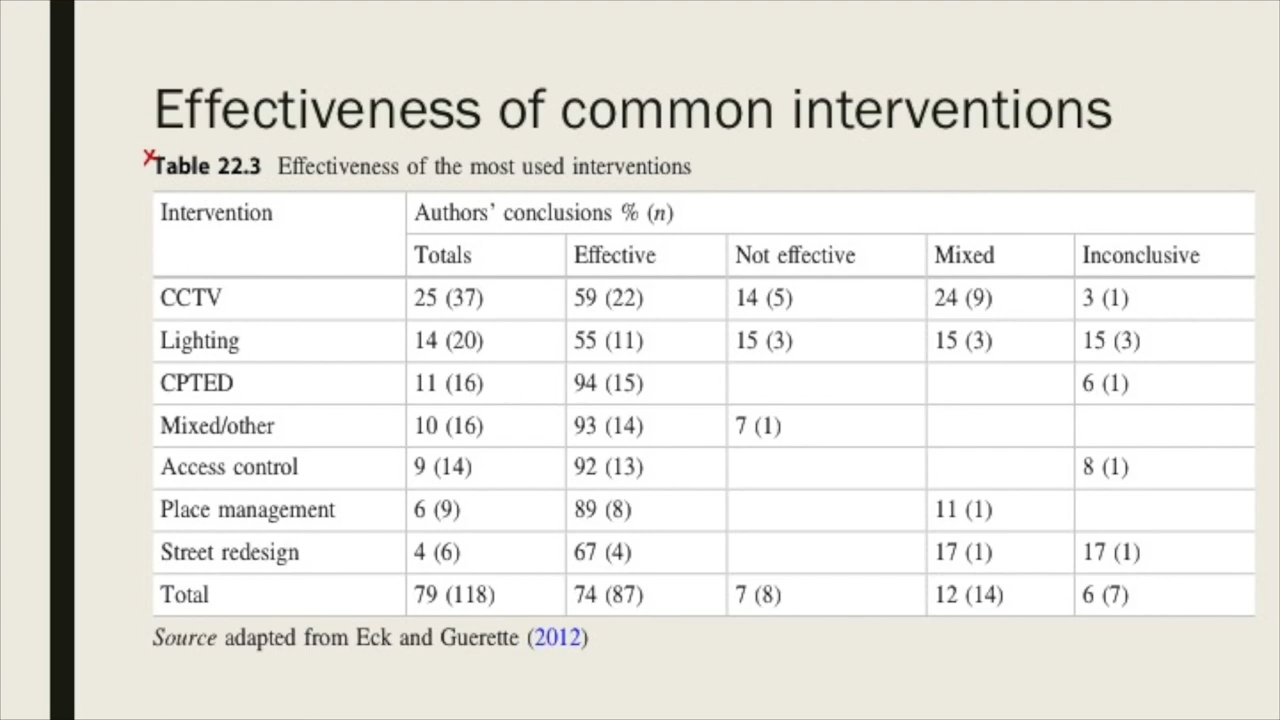 Effectiveness of common interventions
Table 22.3 Effectiveness of the most used interventions
Intervention Authors’ conclusions % (n)
Totals Effective Not effective Mixed Inconclusive
CCTV 25 (37) 59 (22) 14 (5) 24 (9) 3 (1)
Lighting 14 (20) 55 (11) 15 (3) 15 (3) 15 (3)
CPTED 11 (16) 94 (15) 6 (1)
Mixed/other 10 (16) 93 (14) 7 (1)
Access control 9 (14) 92 (13) 8 (1)
Place management 6 (9) 89 (8) 11 (1)
Street redesign 4 (6) 67 (4) 17 (1) 17 (1)
Total 79 (118) 74 (87) 7 (8) 12 (14) 6 (7)
Source adapted from Eck and Guerette (2012)